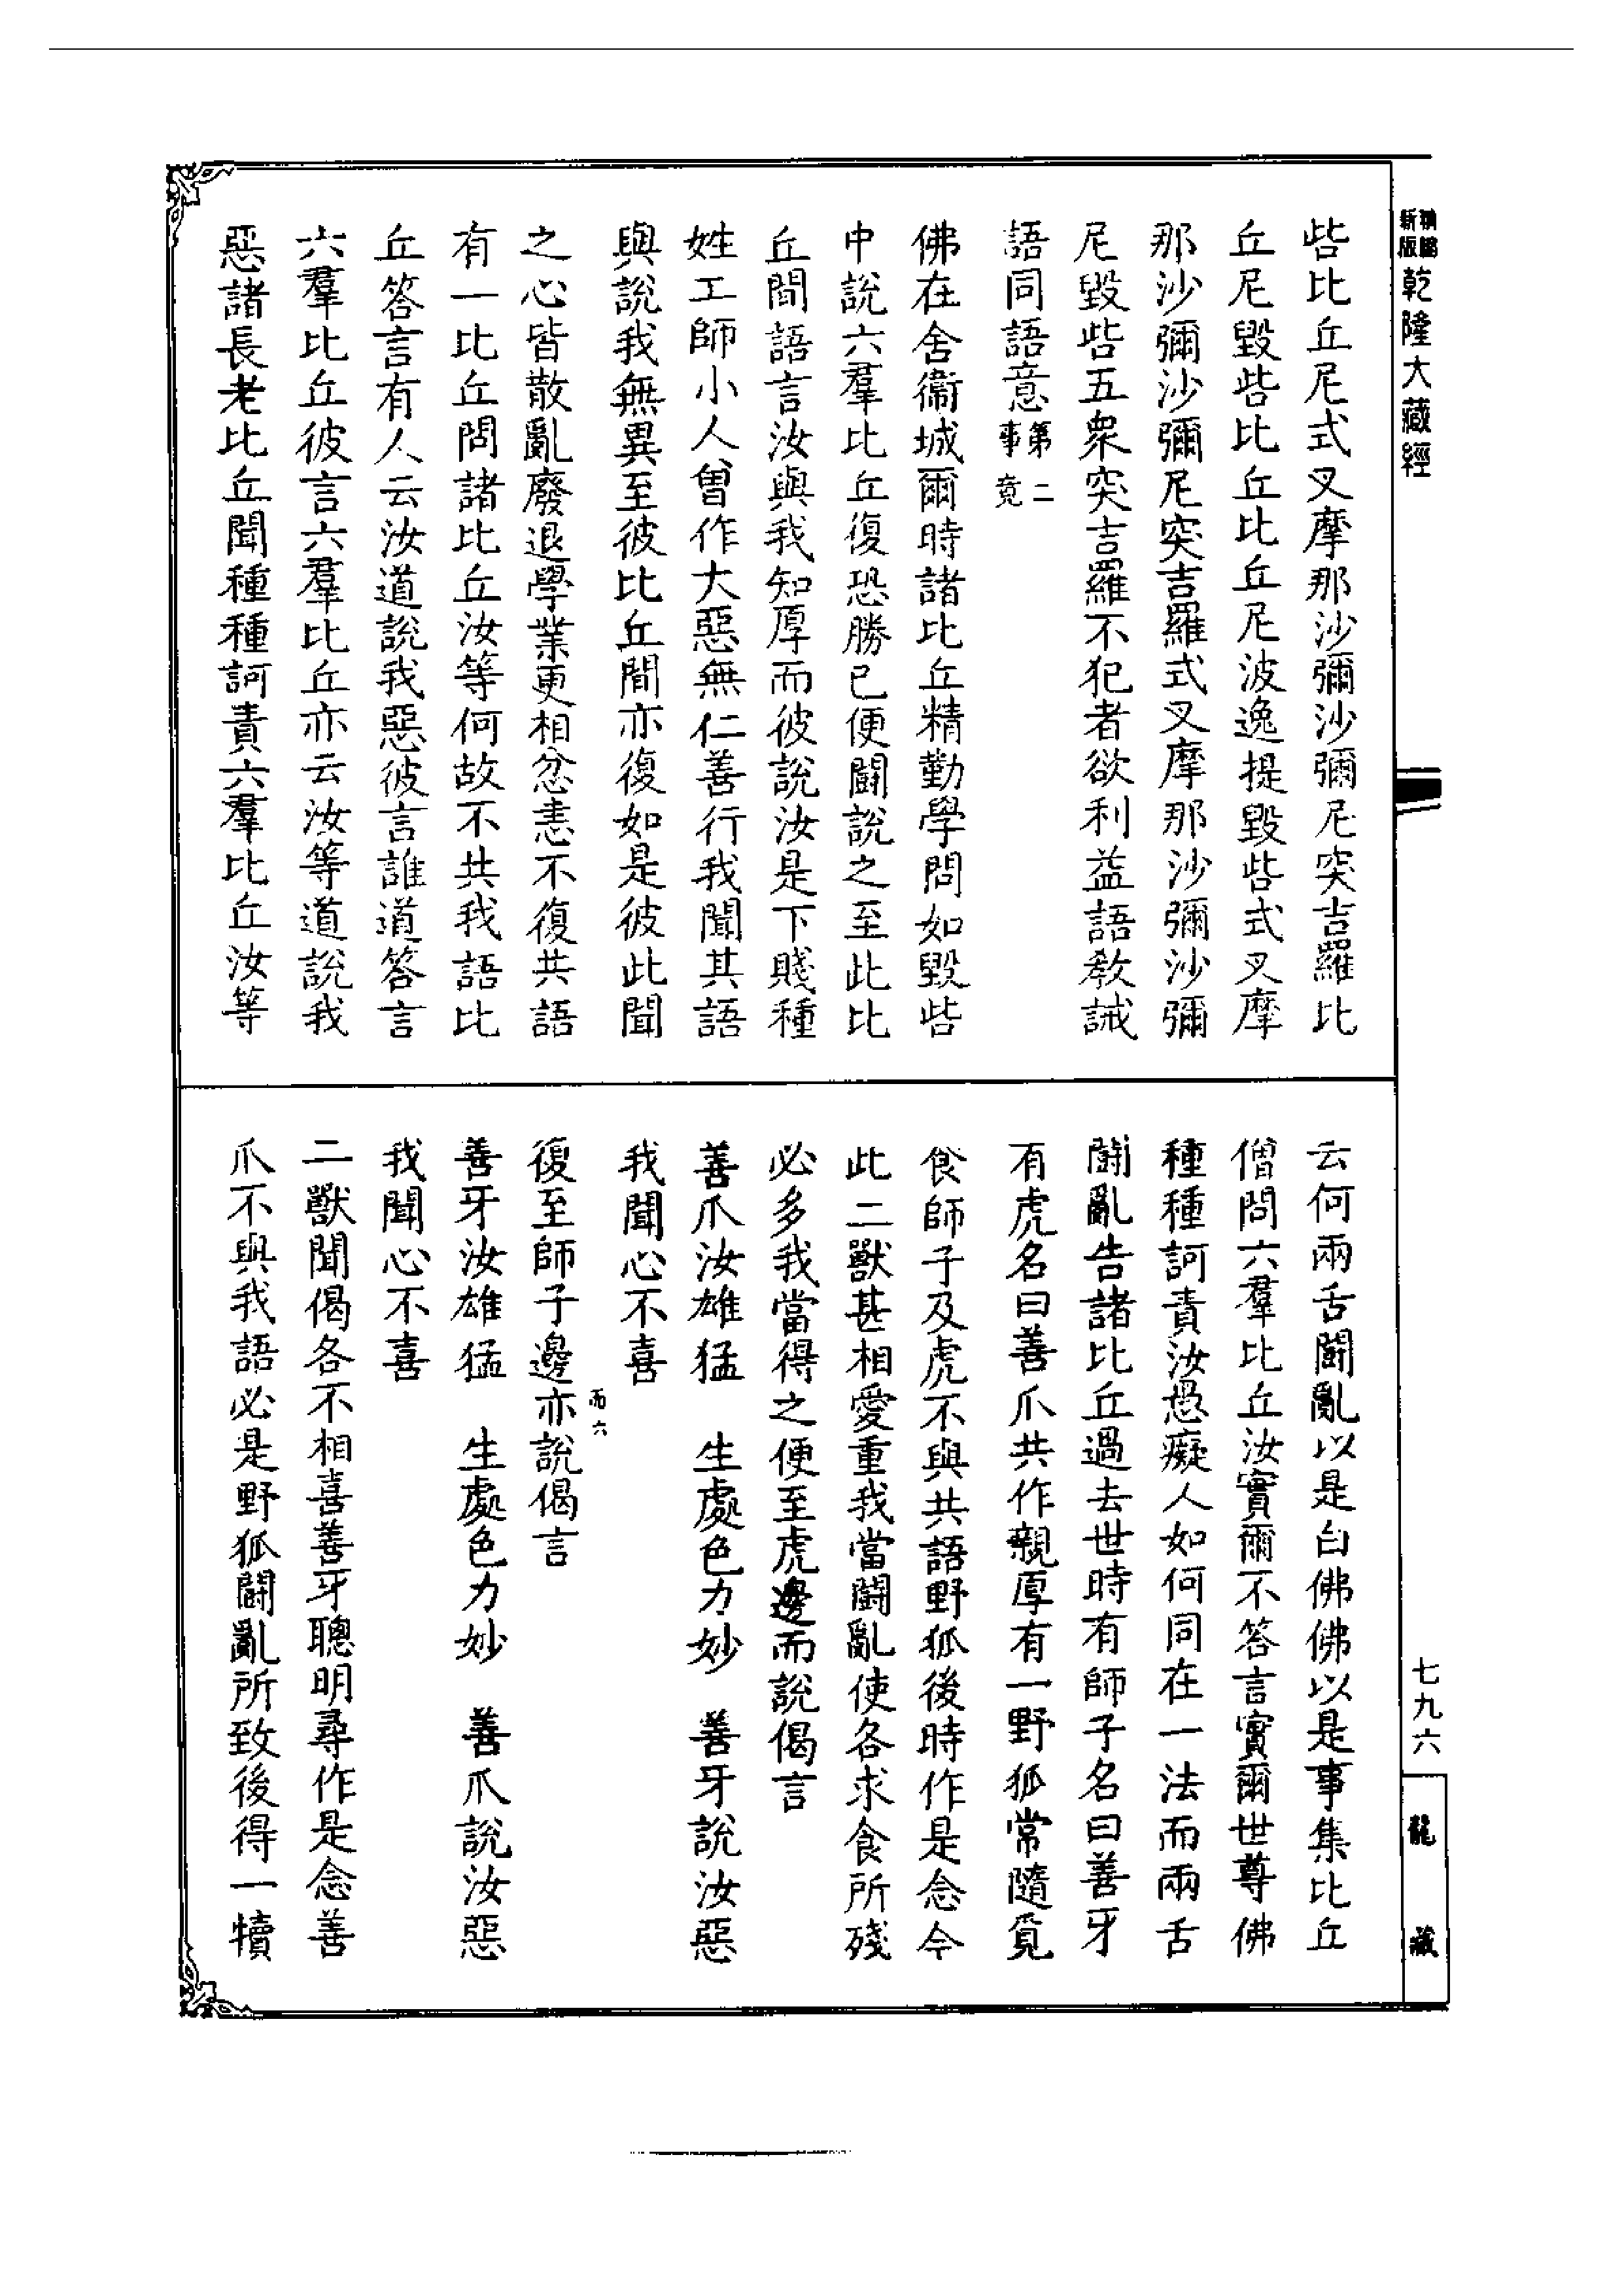 精縮新版乾隆大藏經
呰比丘尼式叉摩那沙彌沙彌尼突吉羅比
丘尼毀呰比丘比丘尼波逸提毀呰式叉摩
那沙彌沙彌尼突吉羅式叉摩那沙彌沙彌
尼毀呰五衆突吉羅不犯者欲利益語教誡
語同語意第二事竟
佛在舍衞城爾時諸比丘精勤學問如毀呰
中說六羣比丘復恐勝已便鬪說之至此比
丘間語言汝與我知厚而彼說汝是下賤種
姓工師小人曾作大惡無仁善行我聞其語
與說我無異至彼比丘間亦復如是彼此聞
之心皆散亂廢退學業更相忿恚不復共語
有一比丘問諸比丘汝等何故不共我語比
丘答言有人云汝道說我惡彼言誰道答言
六羣比丘彼言六羣比丘亦云汝等道說我
惡諸長老比丘聞種種訶責六羣比丘汝等
云何兩舌鬪亂以是白佛佛以是事集比丘
僧問六羣比丘汝實爾不答言實爾世尊佛
種種訶責汝愚癡人如何同在一法而兩舌
鬪亂告諸比丘過去世時有師子名曰善牙
有虎名曰善爪共作親厚有一野狐常隨覓
食師子及虎不與共語野狐後時作是念今
此二獸甚相愛重我當鬪亂使各求食所殘
必多我當得之便至虎邊而說偈言
善爪汝雄猛　生處色力妙　善牙說汝惡
我聞心不喜
復至師子邊亦說偈言
而六
善牙汝雄猛　生處色力妙　善爪說汝惡
我聞心不喜
二獸聞偈各不相喜善牙聰明尋作是念善
爪不與我語必是野狐鬪亂所致後得一犢
七九六
龍藏